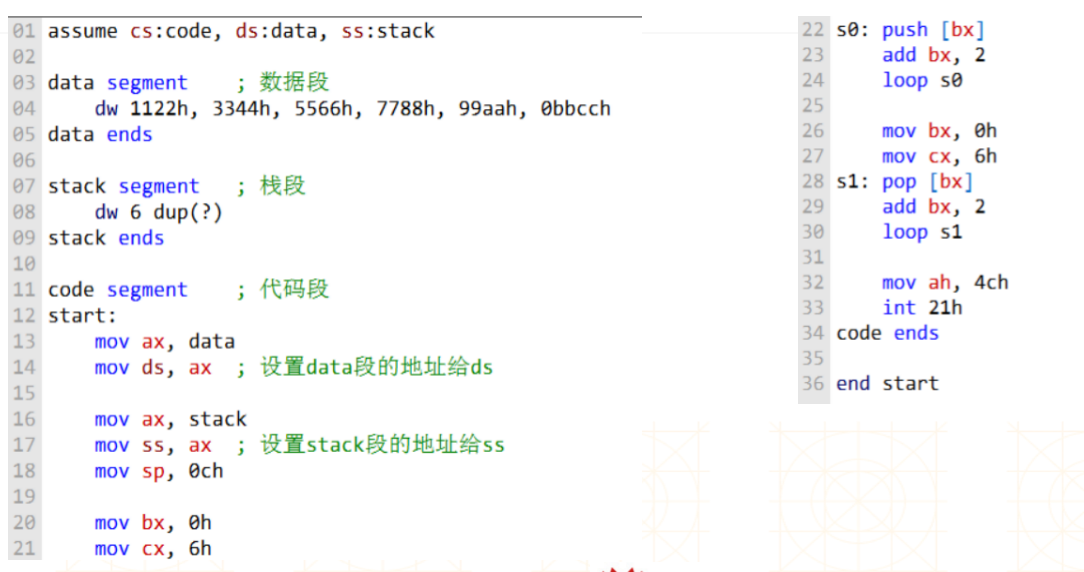 01 assume cs:code, ds:data, ss:stack
02
03 data segment    ; 数据段
04     dw 1122h, 3344h, 5566h, 7788h, 99aah, 0bbcch
05 data ends
06
07 stack segment   ; 栈段
08     dw 6 dup(?)
09 stack ends
10
11 code segment    ; 代码段
12 start:
13     mov ax, data
14     mov ds, ax  ; 设置data段的地址给ds
15
16     mov ax, stack
17     mov ss, ax  ; 设置stack段的地址给ss
18     mov sp, 0ch
19
20     mov bx, 0h
21     mov cx, 6h
22 s0: push [bx]
23     add bx, 2
24     loop s0
25
26     mov bx, 0h
27     mov cx, 6h
28 s1: pop [bx]
29     add bx, 2
30     loop s1
31
32     mov ah, 4ch
33     int 21h
34 code ends
35
36 end start